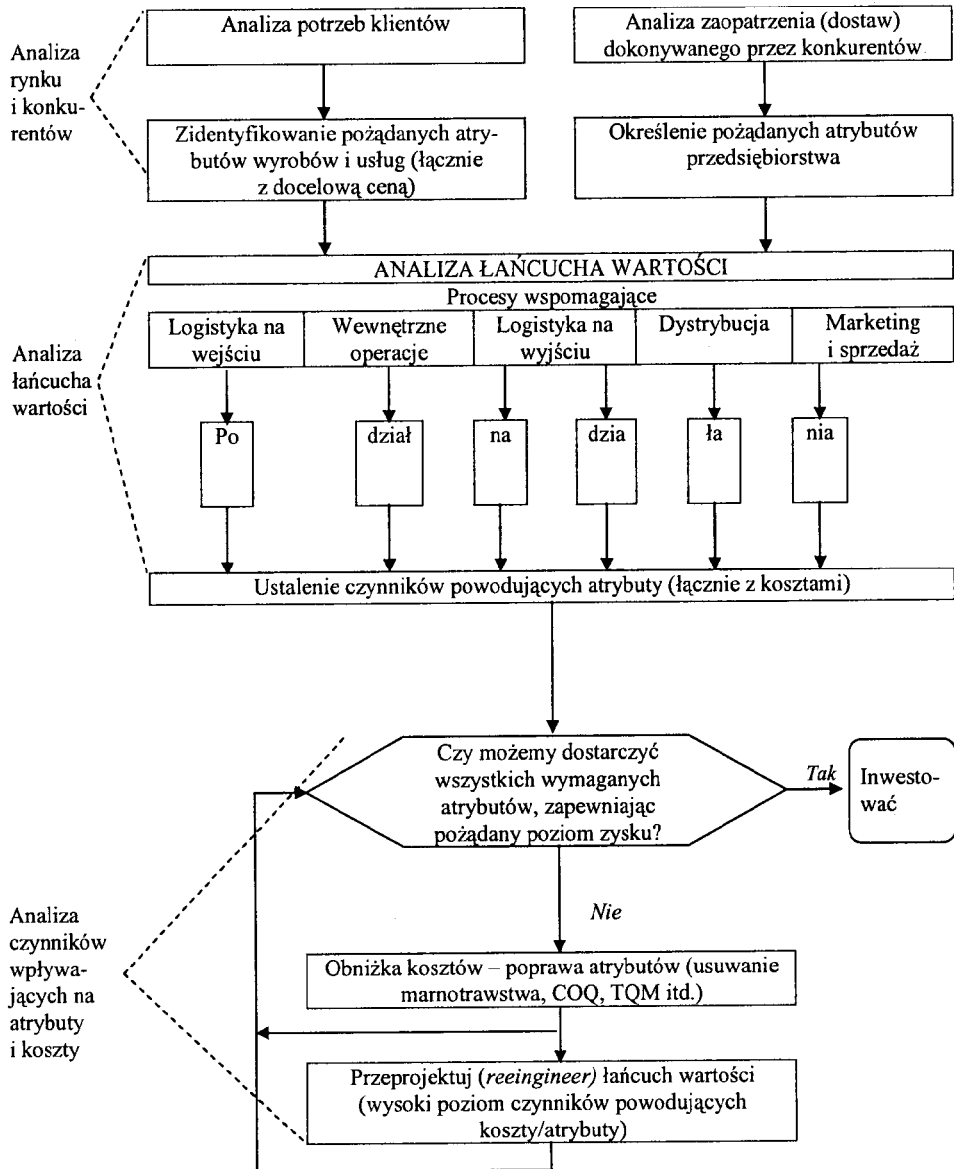 Analiza
rynku
i konku-
rentów
Analiza potrzeb klientów
Analiza zaopatrzenia (dostaw)
dokonywanego przez konkurentów
Zidentyfikowanie pożądanych atry-
butów wyrobów i usług (łącznie
z docelową ceną)
Określenie pożądanych atrybutów
przedsiębiorstwa
Analiza
łańcucha
wartości
ANALIZA ŁAŃCUCHA WARTOŚCI
Procesy wspomagające
Logistyka na
wejściu
Wewnętrzne
operacje
Logistyka na
wyjściu
Dystrybucja
Marketing
i sprzedaż
Po
dział
na
dzia
ła
nia
Ustalenie czynników powodujących atrybuty (łącznie z kosztami)
Czy możemy dostarczyć
wszystkich wymaganych
atrybutów, zapewniając
pożądany poziom zysku?
Tak
Inwesto-
wać
Nie
Analiza
czynników
wpływa-
jących na
atrybuty
i koszty
Obniżka kosztów – poprawa atrybutów (usuwanie
marnotrawstwa, COQ, TQM itd.)
Przeprojektuj (reeingineer) łańcuch wartości
(wysoki poziom czynników powodujących
koszty/atrybuty)